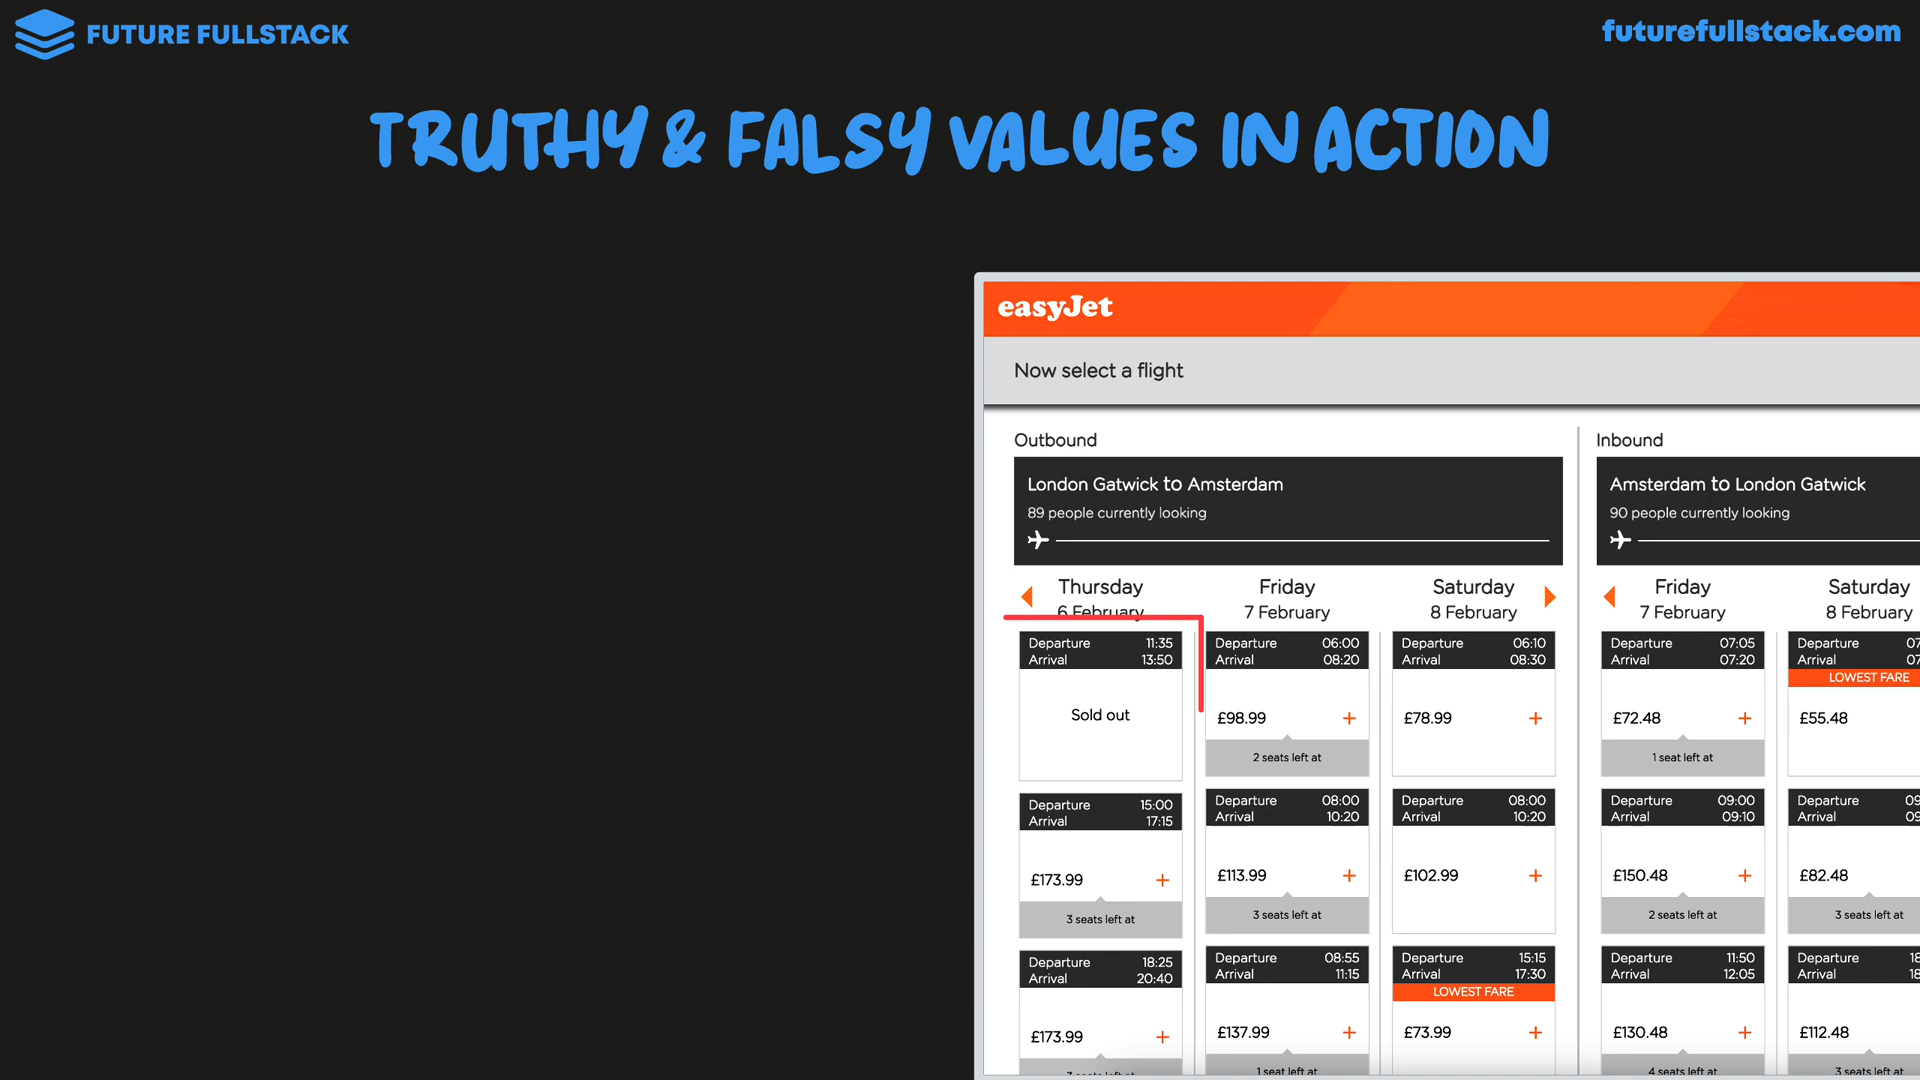 FUTURE FULLSTACK
futurefullstack.com
TRUTHY & FALSY VALUES IN ACTION
easyJet
Now select a flight
Outbound
London Gatwick to Amsterdam
89 people currently looking
Thursday
6 February
Departure 11:35
Arrival 13:50
Sold out
Departure 15:00
Arrival 17:15
£173.99 +
3 seats left at
Departure 18:25
Arrival 20:40
£173.99 +
Friday
7 February
Departure 06:00
Arrival 08:20
£98.99 +
2 seats left at
Departure 08:00
Arrival 10:20
£113.99 +
3 seats left at
Departure 08:55
Arrival 11:15
£137.99 +
1 seat left at
Saturday
8 February
Departure 06:10
Arrival 08:30
£78.99 +
Departure 08:00
Arrival 10:20
£102.99 +
Departure 15:15
Arrival 17:30
LOWEST FARE
£73.99 +
Inbound
Amsterdam to London Gatwick
90 people currently looking
Friday
7 February
Departure 07:05
Arrival 07:20
£72.48 +
1 seat left at
Departure 09:00
Arrival 09:10
£150.48 +
2 seats left at
Departure 11:50
Arrival 12:05
£130.48 +
4 seats left at
Saturday
8 February
Departure 07
Arrival 07
LOWEST FARE
£55.48
Departure 09
Arrival 09
£82.48
3 seats left at
Departure 18
Arrival 18
£112.48
3 seats left at